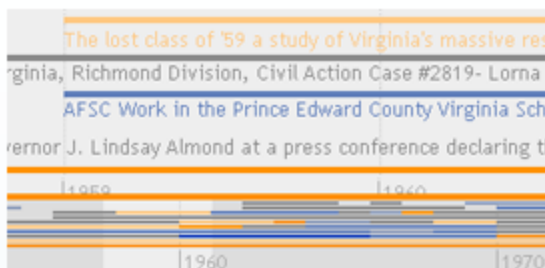 The lost class of '59 a study of Virginia's massive res
rginia, Richmond Division, Civil Action Case #2819- Lorna
AFSC Work in the Prince Edward County Virginia Sch
vernor J. Lindsay Almond at a press conference declaring t
1959 1960
1960 1970